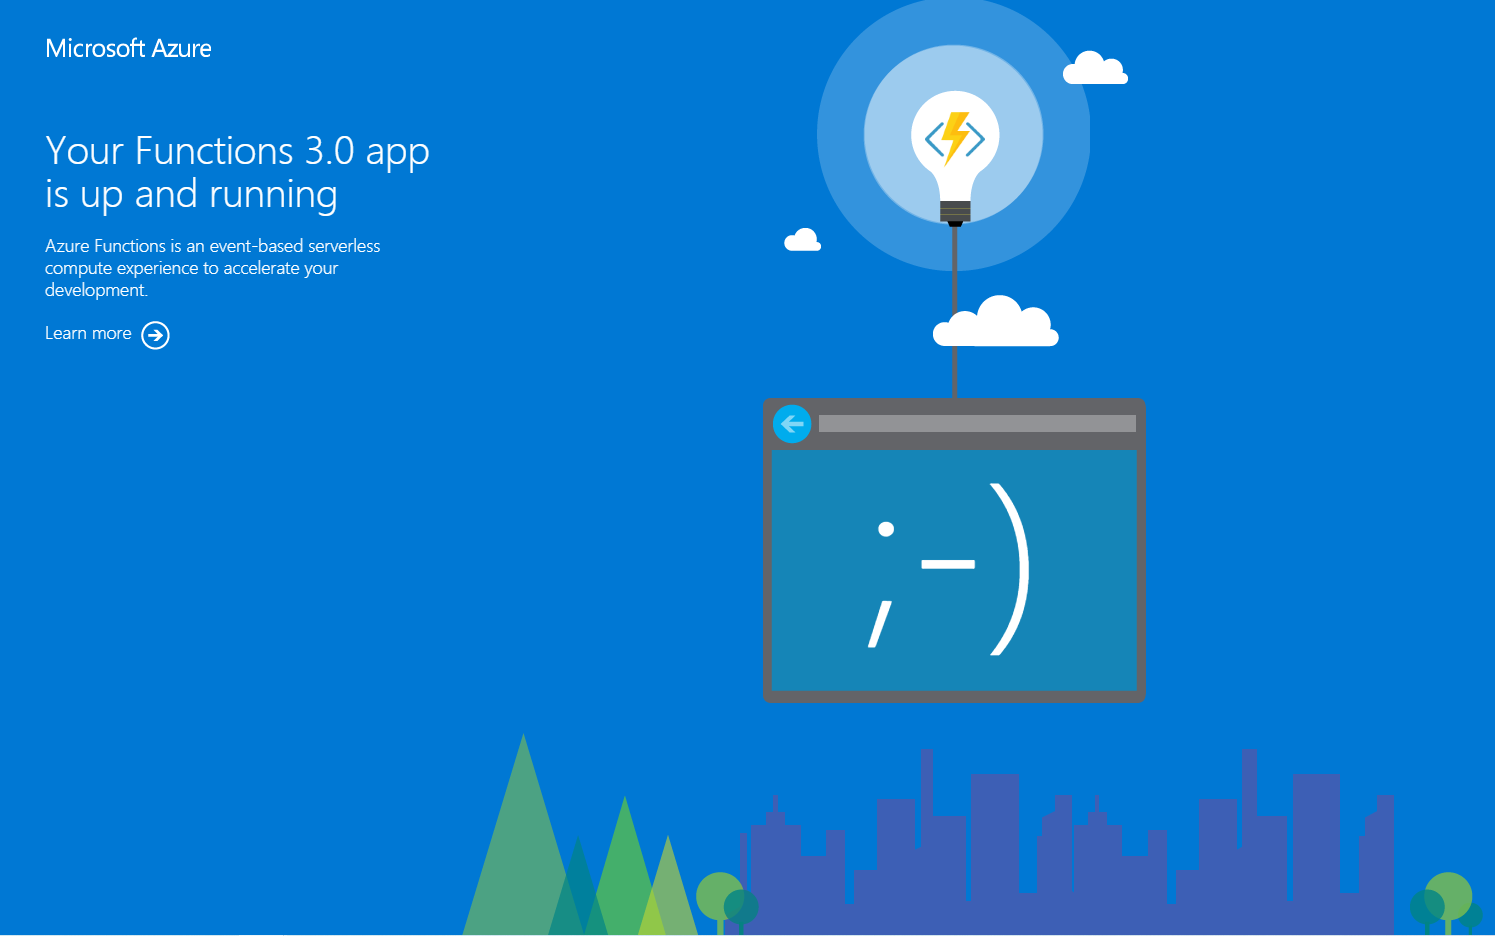 Microsoft Azure
Your Functions 3.0 app
is up and running
Azure Functions is an event-based serverless
compute experience to accelerate your
development.
Learn more
;-)